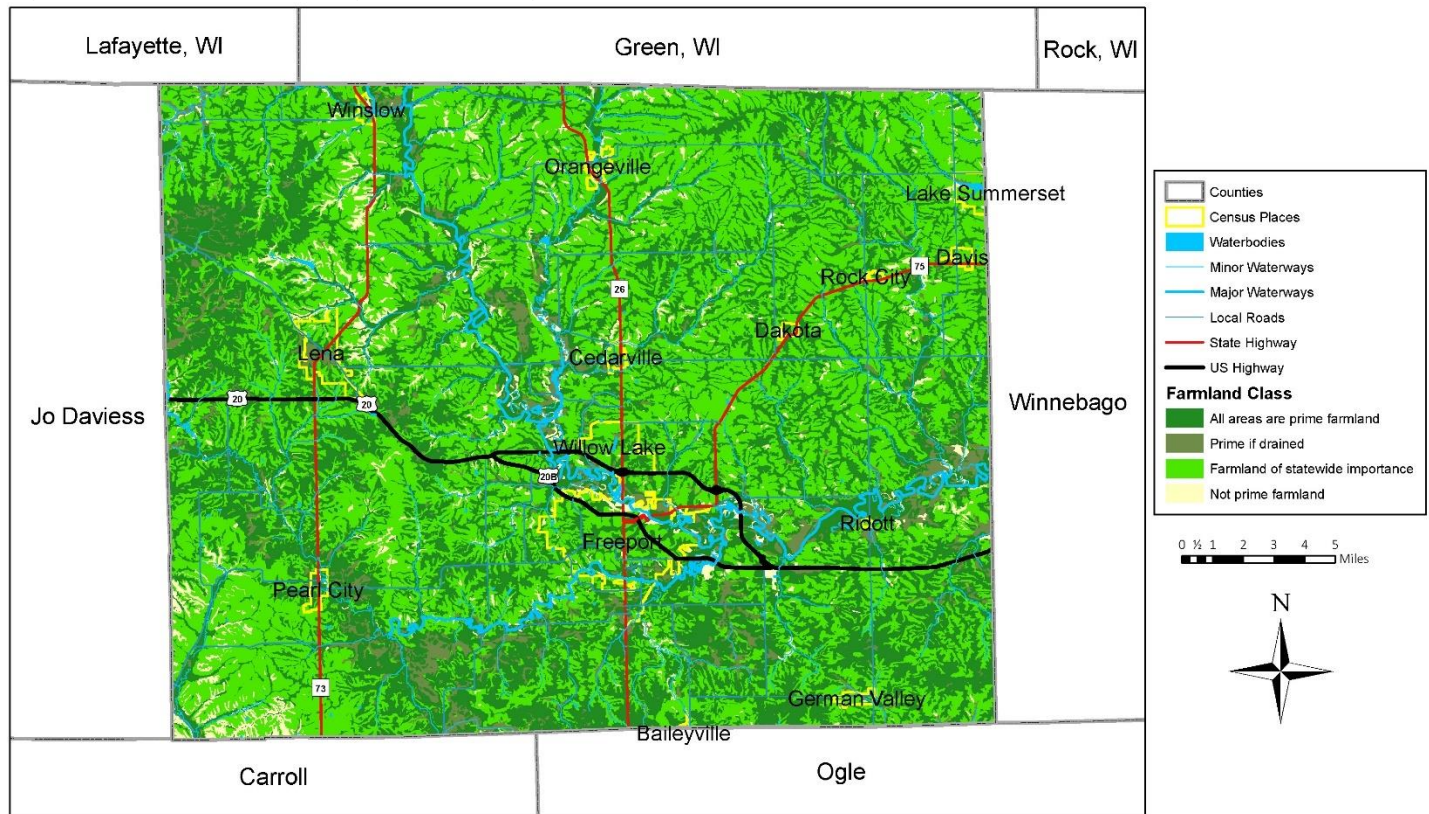 Lafayette, WI
Green, WI
Rock, WI
Winslow
Orangeville
Lake Summerset
Davis
75
Rock City
26
Dakota
Lena
Cedarville
20
20
Jo Daviess
Winnebago
Willow Lake
20B
Ridott
Freeport
Pearl City
73
German Valley
Baileyville
Carroll
Ogle
Counties
Census Places
Waterbodies
Minor Waterways
Major Waterways
Local Roads
State Highway
US Highway
Farmland Class
All areas are prime farmland
Prime if drained
Farmland of statewide importance
Not prime farmland
0 ½ 1 2 3 4 5
Miles
N